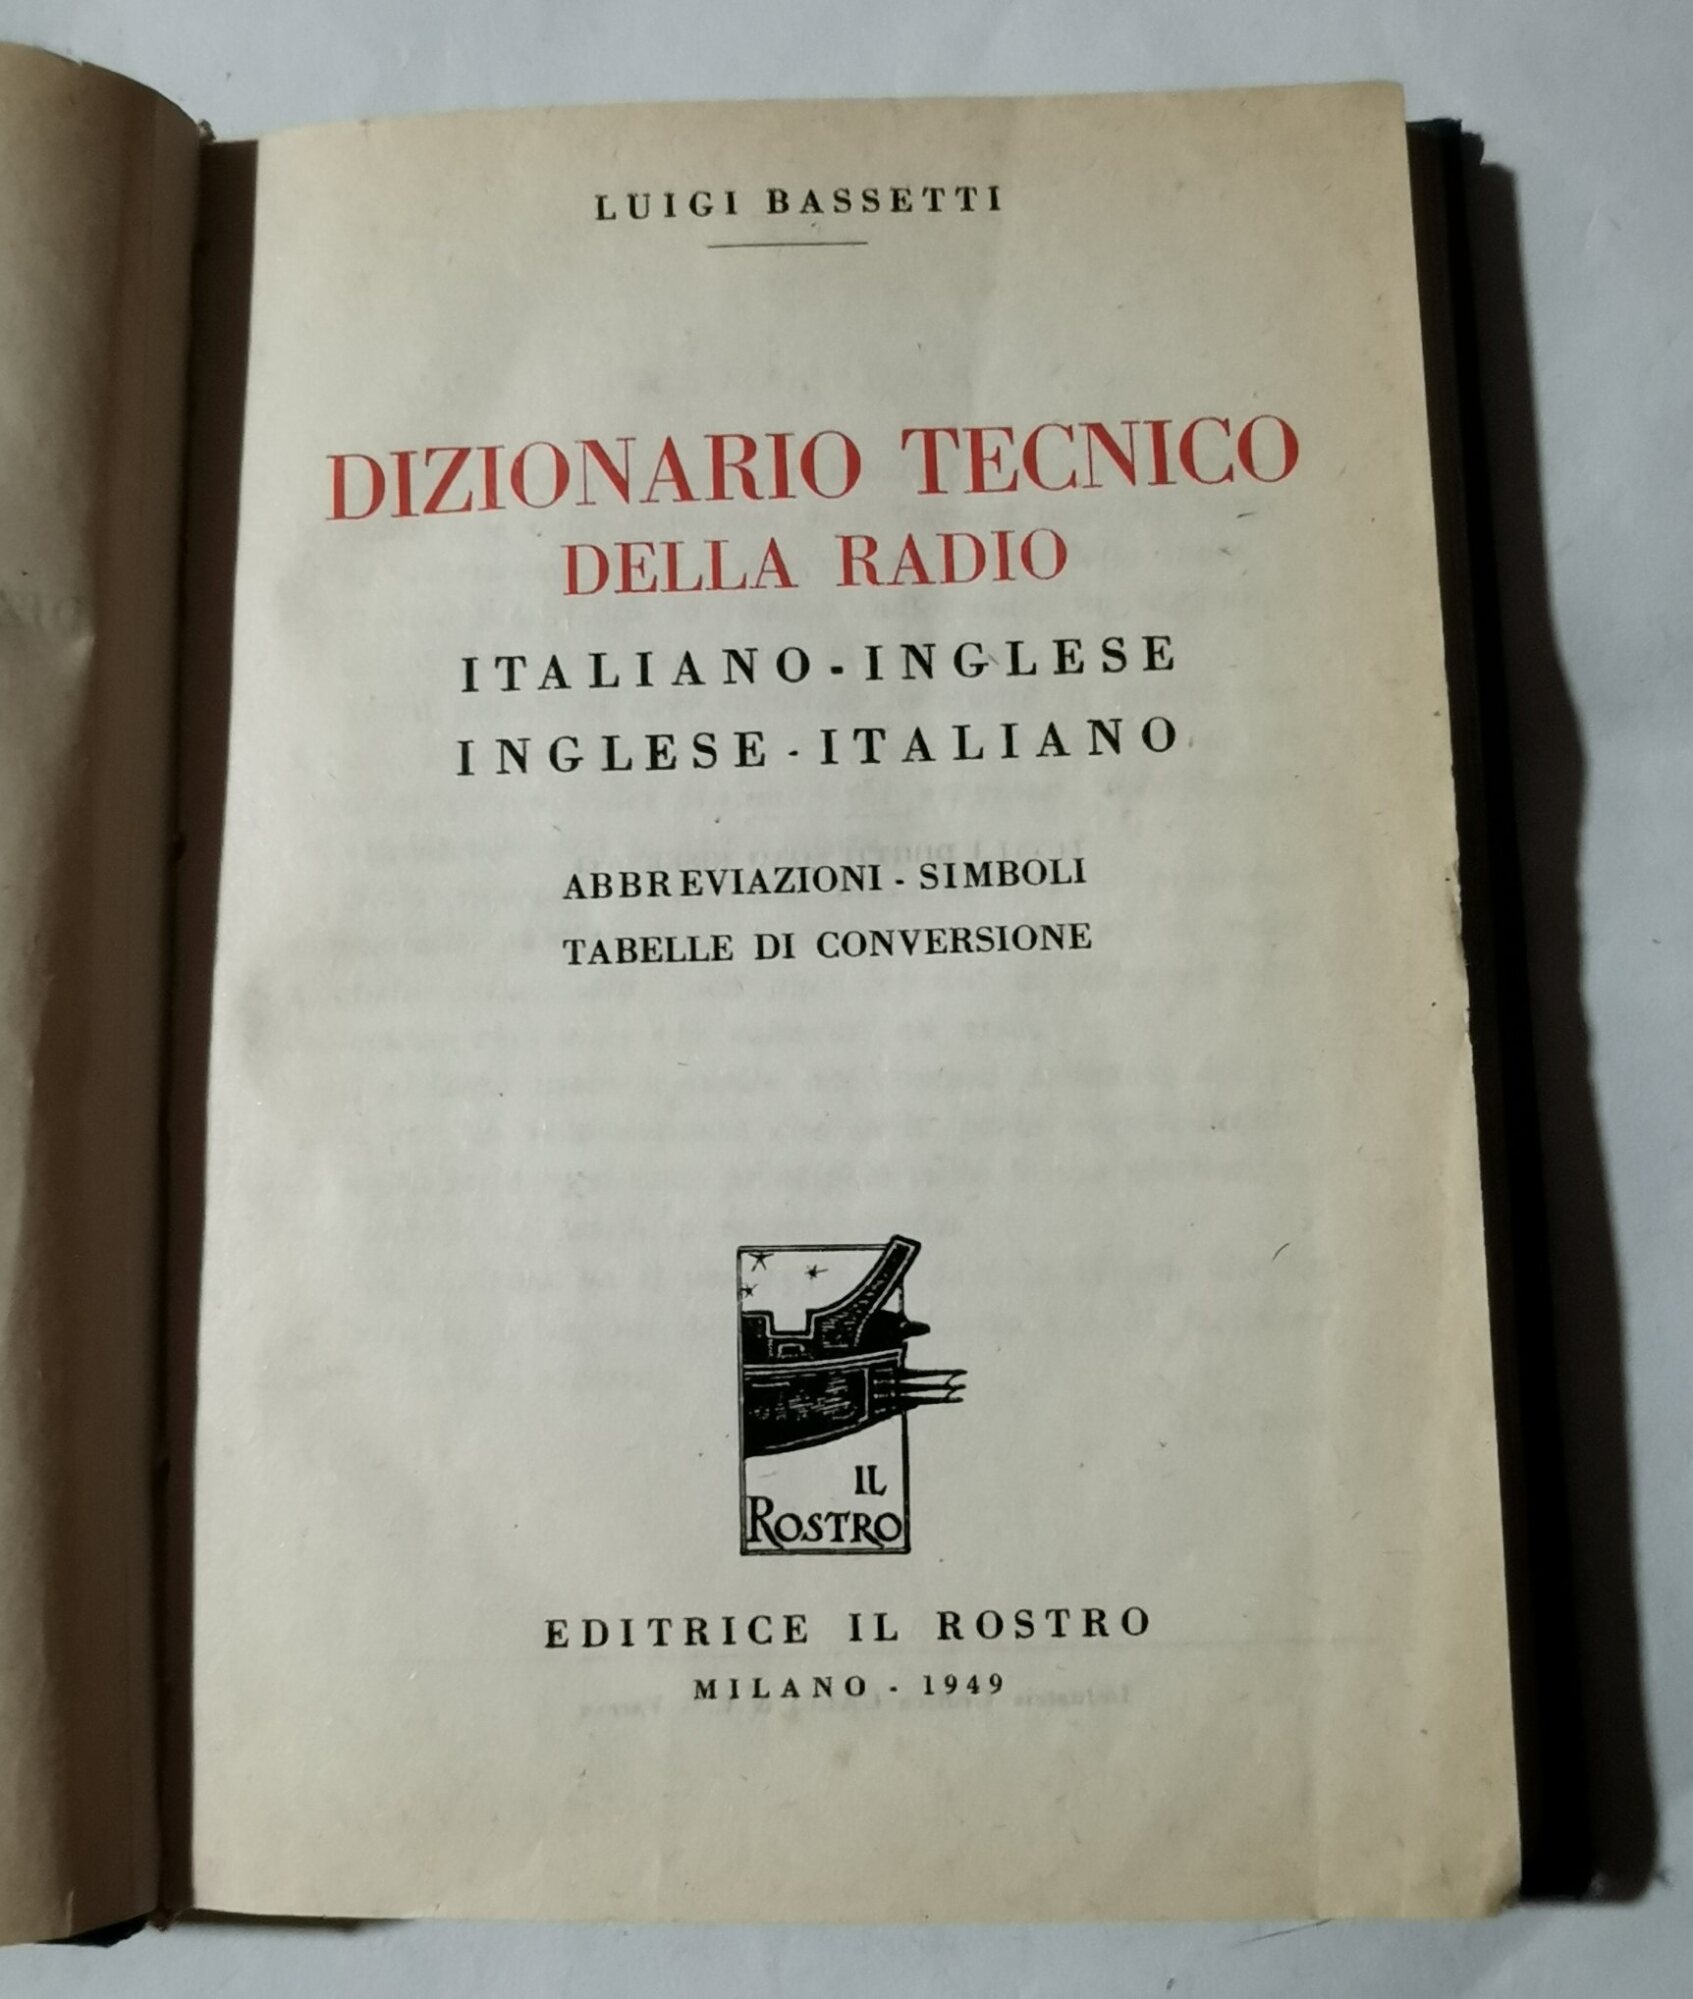 LUIGI BASSETTI
DIZIONARIO TECNICO
DELLA RADIO
ITALIANO - INGLESE
INGLESE - ITALIANO
ABBREVIAZIONI - SIMBOLI
TABELLE DI CONVERSIONE
IL
ROSTRO
EDITRICE IL ROSTRO
MILANO - 1949